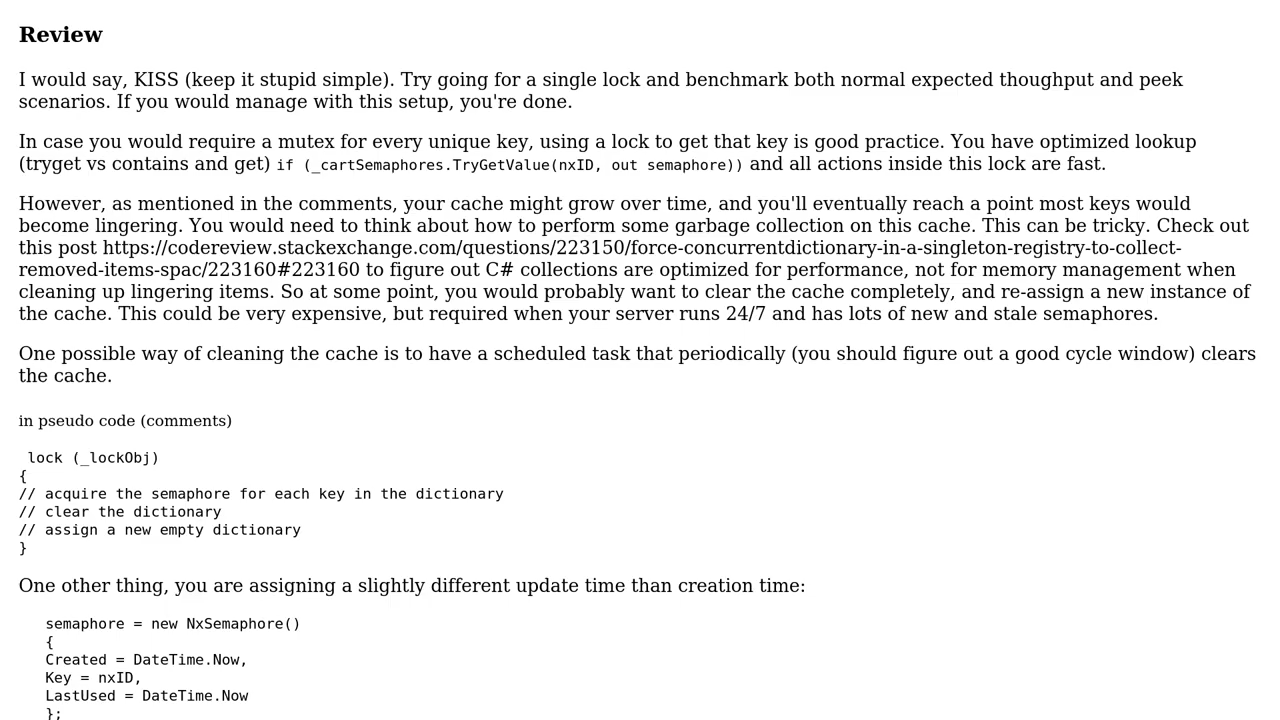 Review
I would say, KISS (keep it stupid simple). Try going for a single lock and benchmark both normal expected thoughput and peek
scenarios. If you would manage with this setup, you're done.
In case you would require a mutex for every unique key, using a lock to get that key is good practice. You have optimized lookup
(tryget vs contains and get) if (_cartSemaphores.TryGetValue(nxID, out semaphore)) and all actions inside this lock are fast.
However, as mentioned in the comments, your cache might grow over time, and you'll eventually reach a point most keys would
become lingering. You would need to think about how to perform some garbage collection on this cache. This can be tricky. Check out
this post https://codereview.stackexchange.com/questions/223150/force-concurrentdictionary-in-a-singleton-registry-to-collect-
removed-items-spac/223160#223160 to figure out C# collections are optimized for performance, not for memory management when
cleaning up lingering items. So at some point, you would probably want to clear the cache completely, and re-assign a new instance of
the cache. This could be very expensive, but required when your server runs 24/7 and has lots of new and stale semaphores.
One possible way of cleaning the cache is to have a scheduled task that periodically (you should figure out a good cycle window) clears
the cache.
in pseudo code (comments)
lock (_lockObj)
{
// acquire the semaphore for each key in the dictionary
// clear the dictionary
// assign a new empty dictionary
}
One other thing, you are assigning a slightly different update time than creation time:
semaphore = new NxSemaphore()
{
Created = DateTime.Now,
Key = nxID,
LastUsed = DateTime.Now
};